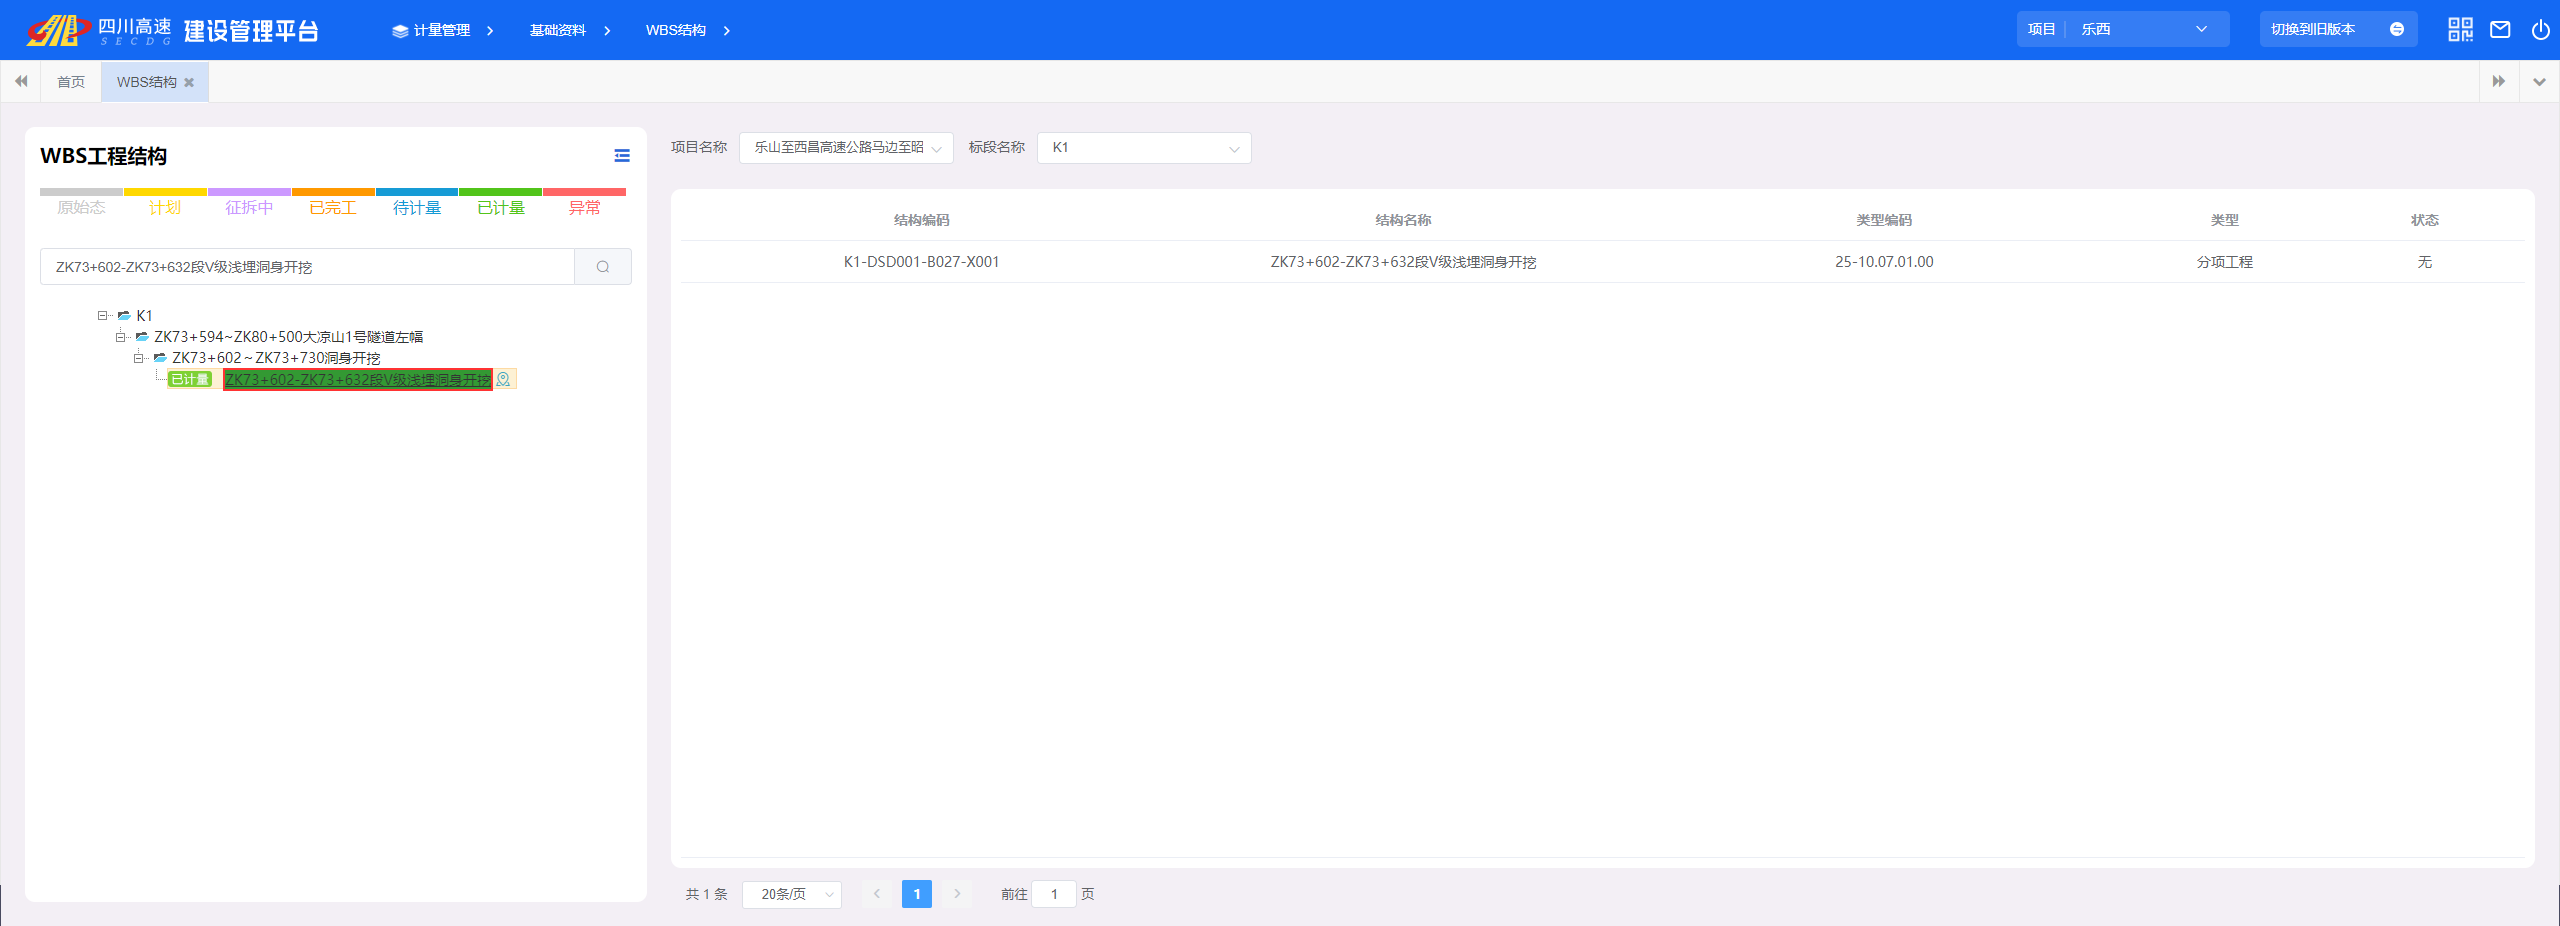 四川高速
SECDG
建设管理平台
计量管理
基础资料
WBS结构
项目
乐西
切换到旧版本
首页
WBS结构
WBS工程结构
原始态
计划
征拆中
已完工
待计量
已计量
异常
ZK73+602-ZK73+632段V级浅埋洞身开挖
K1
ZK73+594~ZK80+500大凉山1号隧道左幅
ZK73+602～ZK73+730洞身开挖
已计量 ZK73+602-ZK73+632段V级浅埋洞身开挖
项目名称 乐山至西昌高速公路马边至昭 标段名称 K1
结构编码 结构名称 类型编码 类型 状态
K1-DSD001-B027-X001 ZK73+602-ZK73+632段V级浅埋洞身开挖 25-10.07.01.00 分项工程 无
共 1 条 20条/页 1 前往 1 页